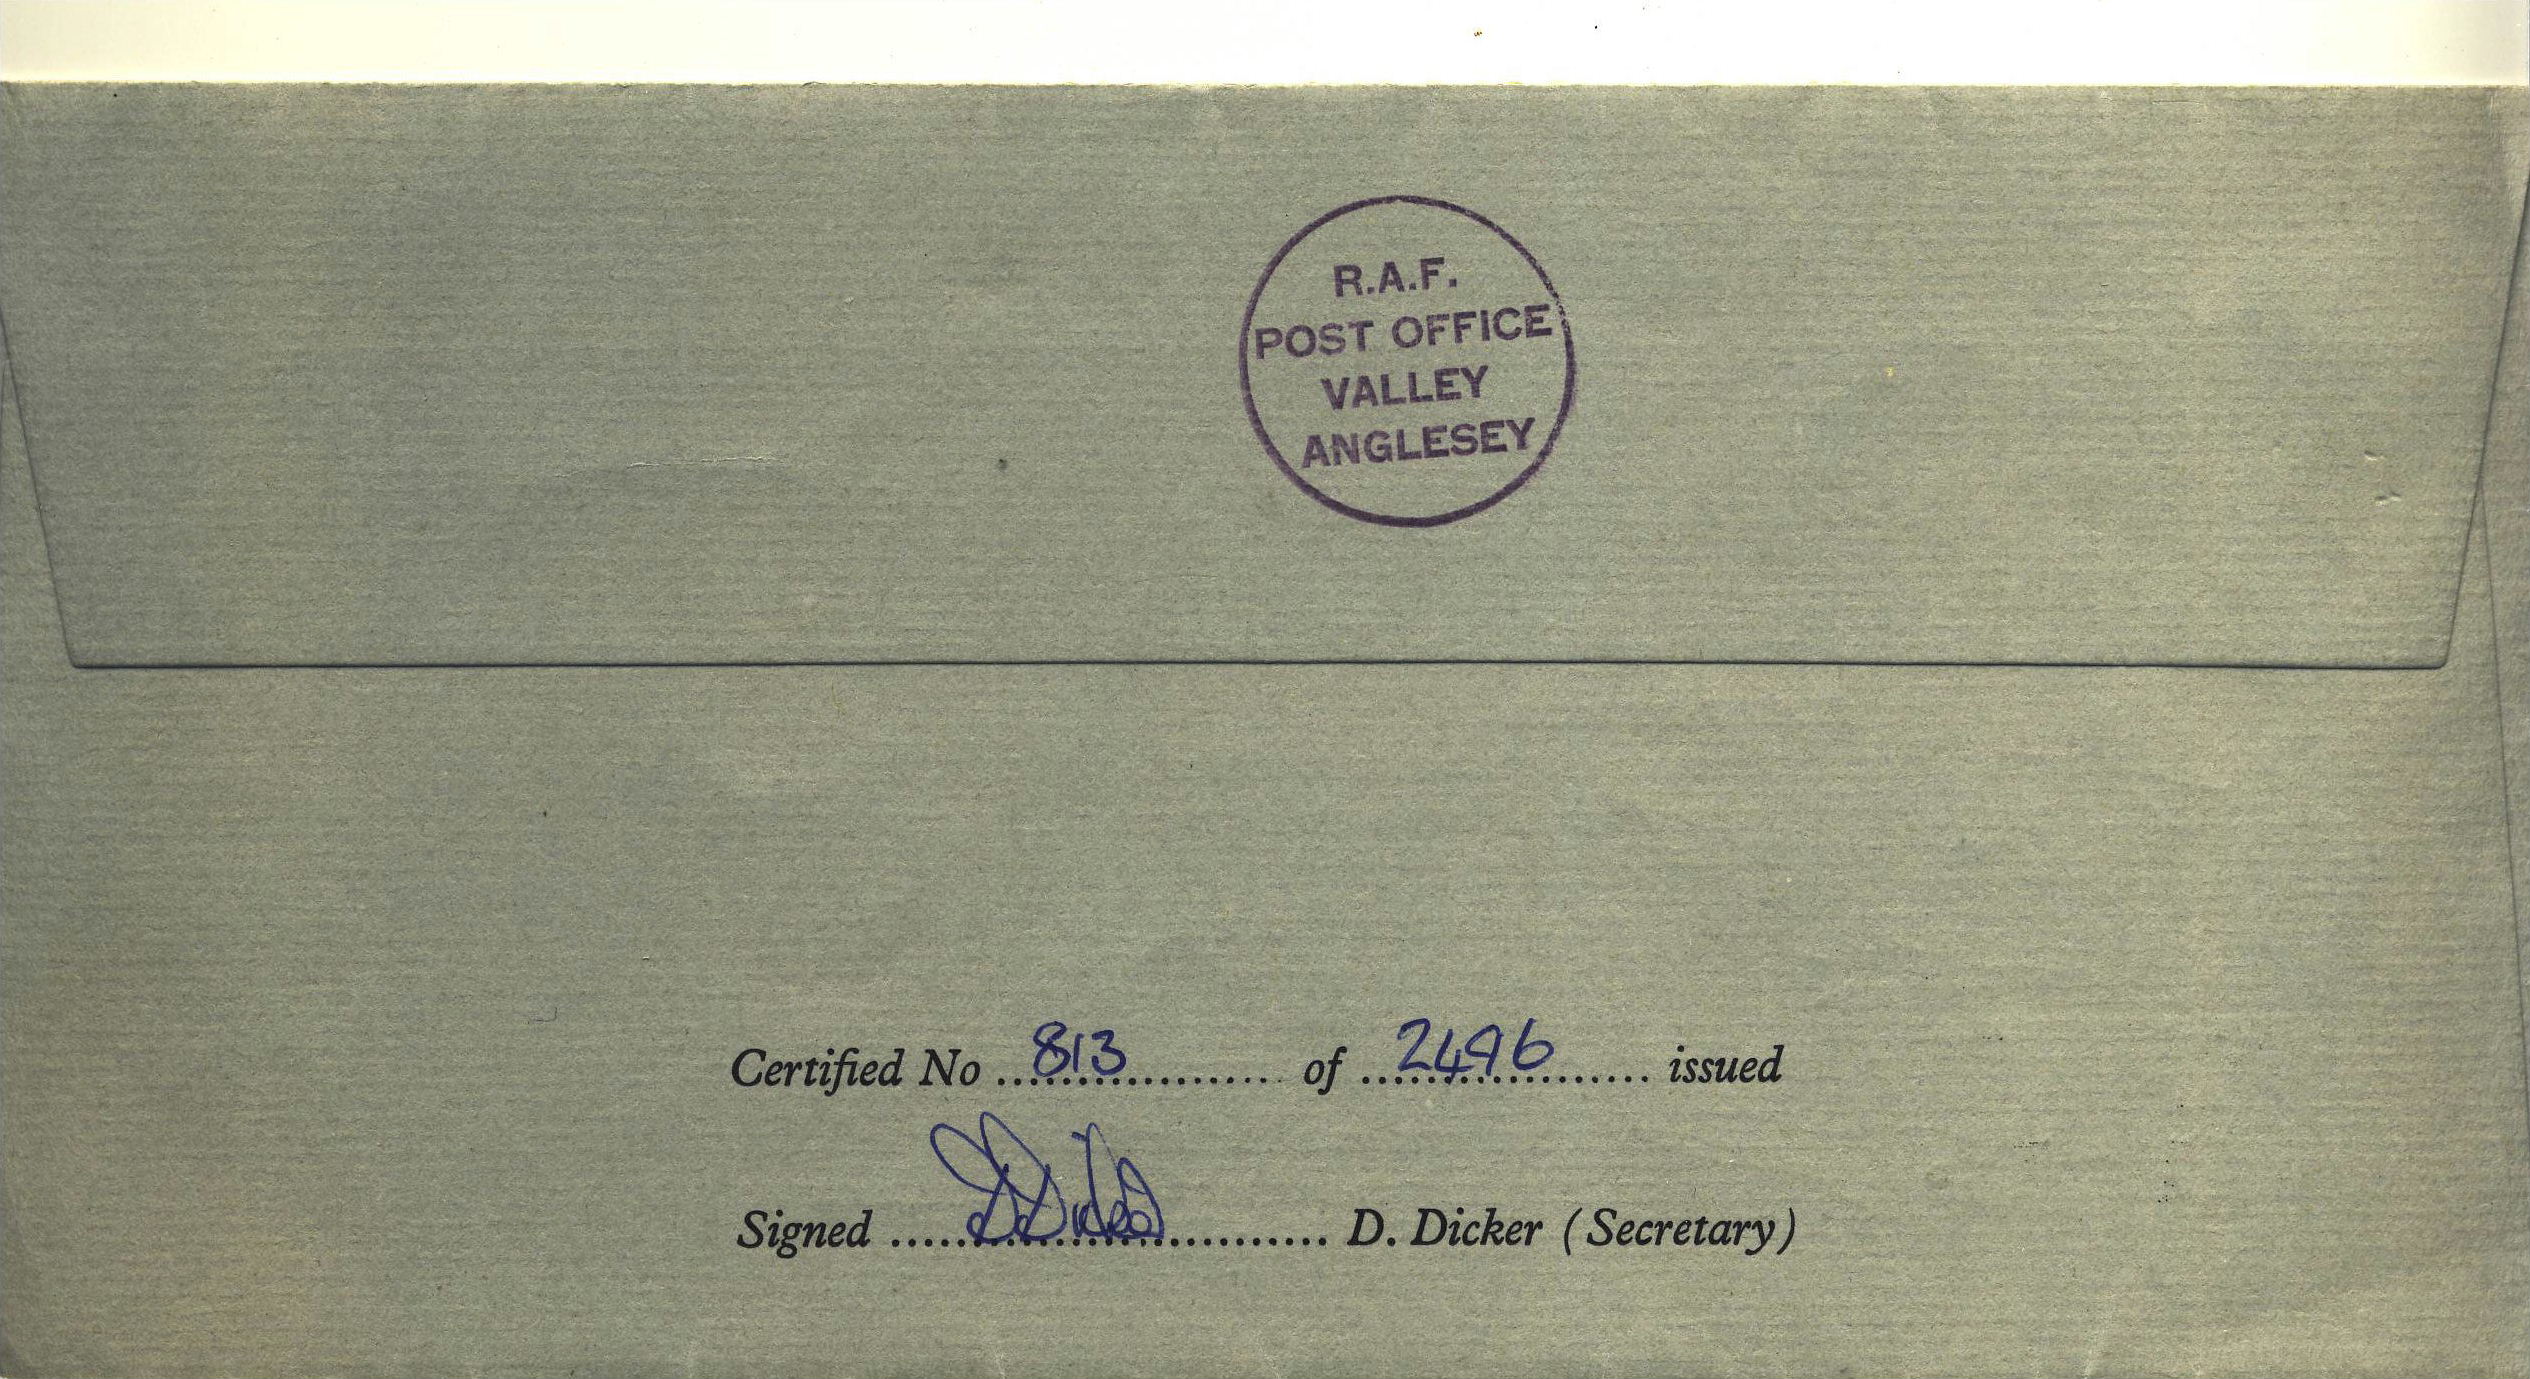 R.A.F.
POST OFFICE
VALLEY
ANGLESEY
Certified No 813 of 2496 issued
Signed D. Dicker (Secretary)